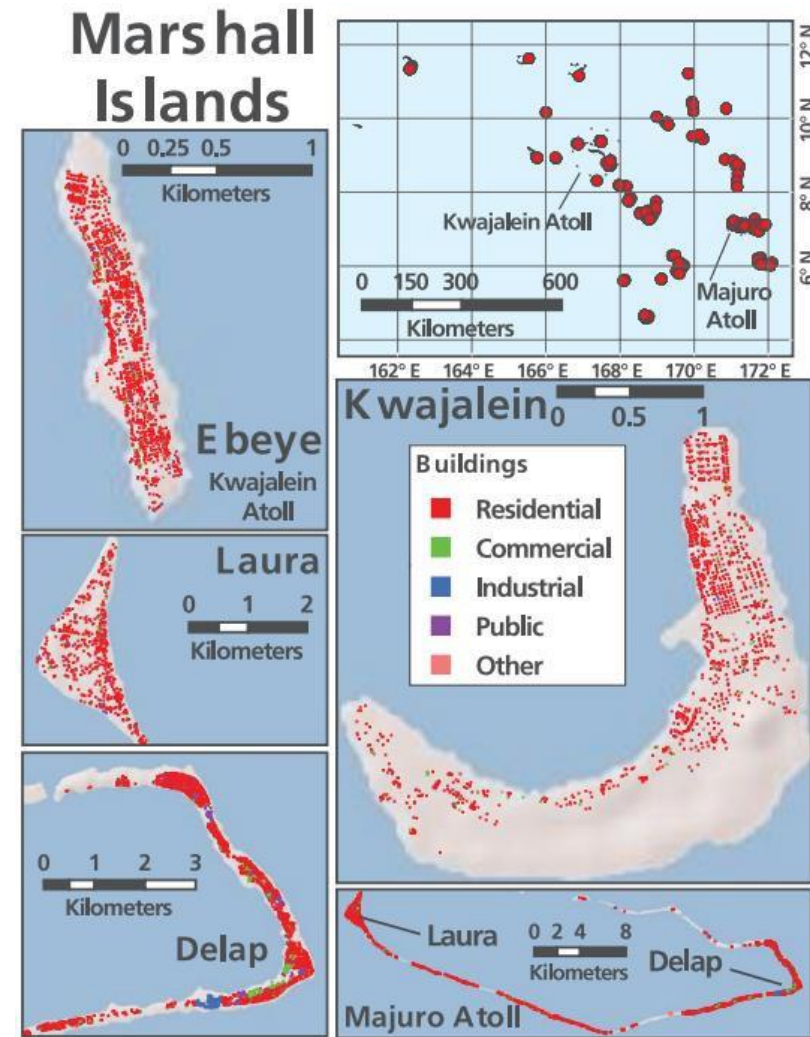 Marshall
Islands
0 0.25 0.5 1
Kilometers
Ebeye
Kwajalein
Atoll
12° N
10° N
8° N
6° N
Kwajalein Atoll
0 150 300 600
Kilometers
Majuro
Atoll
162° E 164° E 166° E 168° E 170° E 172° E
Kwajalein
0 0.5 1
Buildings
Residential
Commercial
Industrial
Public
Other
Laura
0 1 2
Kilometers
0 1 2 3
Kilometers
Delap
Laura
0 2 4 8
Kilometers
Delap
Majuro Atoll